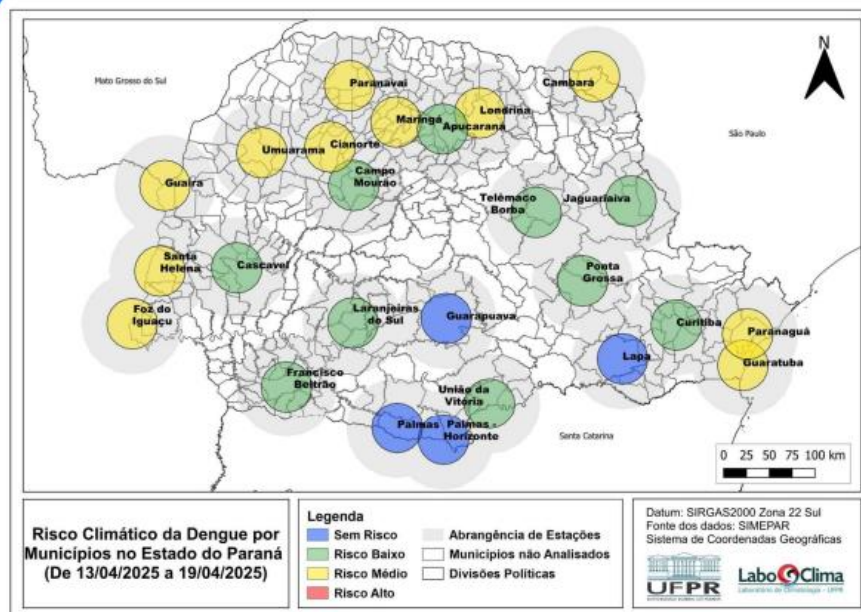 N
Mato Grosso do Sul
São Paulo
Cambará
Paranavaí
Londrina
Maringá
Apucarana
Cianorte
Umuarama
Campo
Mourão
Guaíra
Telêmaco
Borba
Jaguariaíva
Santa
Helena
Cascavel
Ponta
Grossa
Foz do
Iguaçu
Laranjeiras
do Sul
Guarapuava
Curitiba
Paranaguá
Lapa
Guaratuba
Francisco
Beltrão
União da
Vitória
Palmas
Palmas -
Horizonte
Santa Catarina
0 25 50 75 100 km
Risco Climático da Dengue por
Municípios no Estado do Paraná
(De 13/04/2025 a 19/04/2025)
Legenda
Sem Risco
Risco Baixo
Risco Médio
Risco Alto
Abrangência de Estações
Municípios não Analisados
Divisões Políticas
Datum: SIRGAS2000 Zona 22 Sul
Fonte dos dados: SIMEPAR
Sistema de Coordenadas Geográficas
UFPR
LaboClima
Laboratório de Climatologia - UFPR